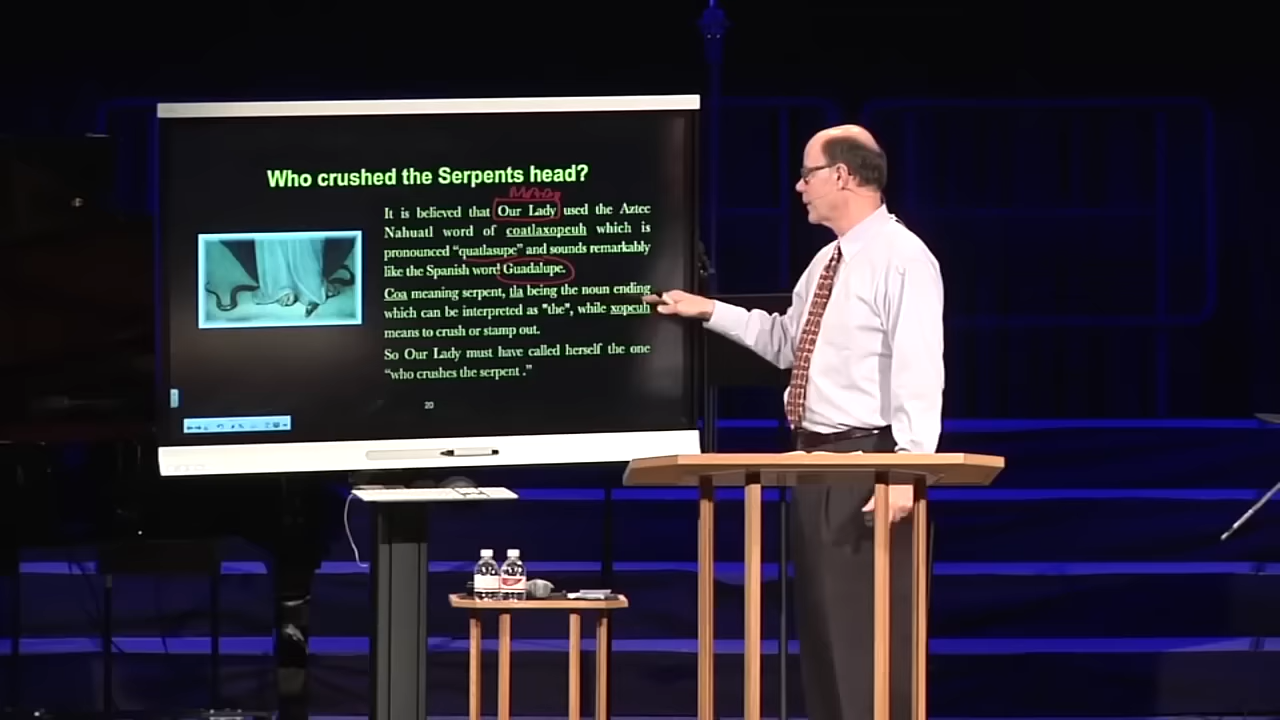 Who crushed the Serpents head?
It is believed that Our Lady used the Aztec
Nahuatl word of coatlaxopeuh which is
pronounced “quatlasupe” and sounds remarkably
like the Spanish word Guadalupe.
Coa meaning serpent, tla being the noun ending
which can be interpreted as "the", while xopeuh
means to crush or stamp out.
So Our Lady must have called herself the one
“who crushes the serpent .”
20